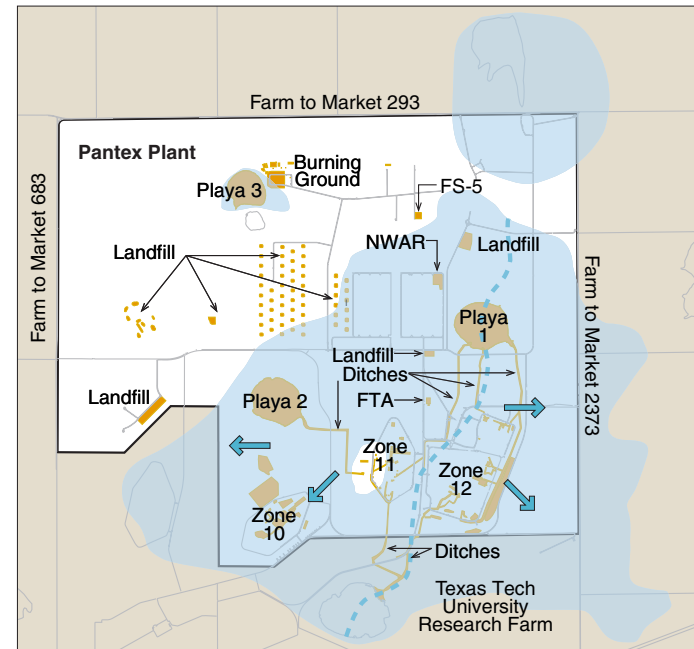 Farm to Market 293
Pantex Plant
Burning
Ground
Playa 3
FS-5
Farm to Market 683
NWAR
Landfill
Landfill
Playa
1
Farm to Market 2373
Landfill
Ditches
Landfill
Playa 2
FTA
Zone
11
Zone
12
Zone
10
Ditches
Texas Tech
University
Research Farm